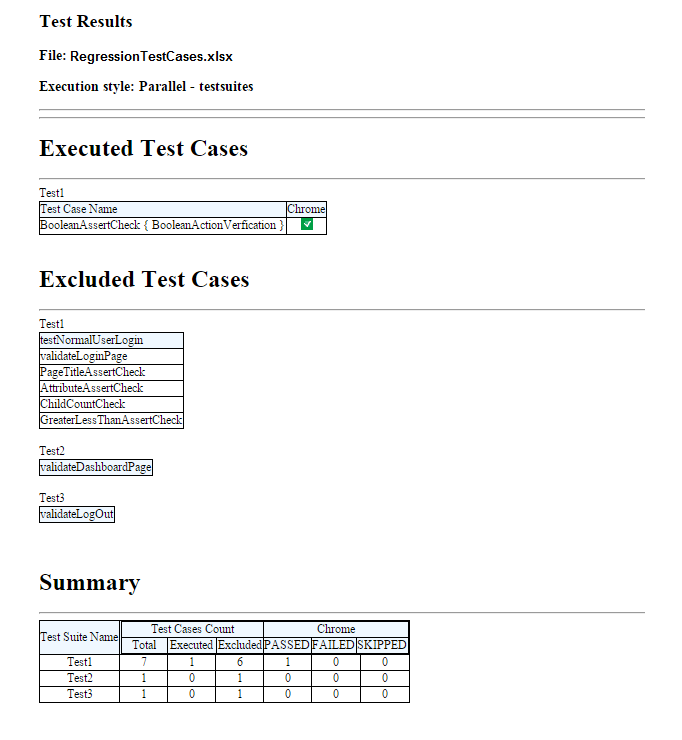 Test Results
File: RegressionTestCases.xlsx
Execution style: Parallel - testsuites
Executed Test Cases
Test1
Test Case Name Chrome
BooleanAssertCheck { BooleanActionVerfication }
Excluded Test Cases
Test1
testNormalUserLogin
validateLoginPage
PageTitleAssertCheck
AttributeAssertCheck
ChildCountCheck
GreaterLessThanAssertCheck
Test2
validateDashboardPage
Test3
validateLogOut
Summary
Test Suite Name Test Cases Count Chrome
Total Executed Excluded PASSED FAILED SKIPPED
Test1 7 1 6 1 0 0
Test2 1 0 1 0 0 0
Test3 1 0 1 0 0 0